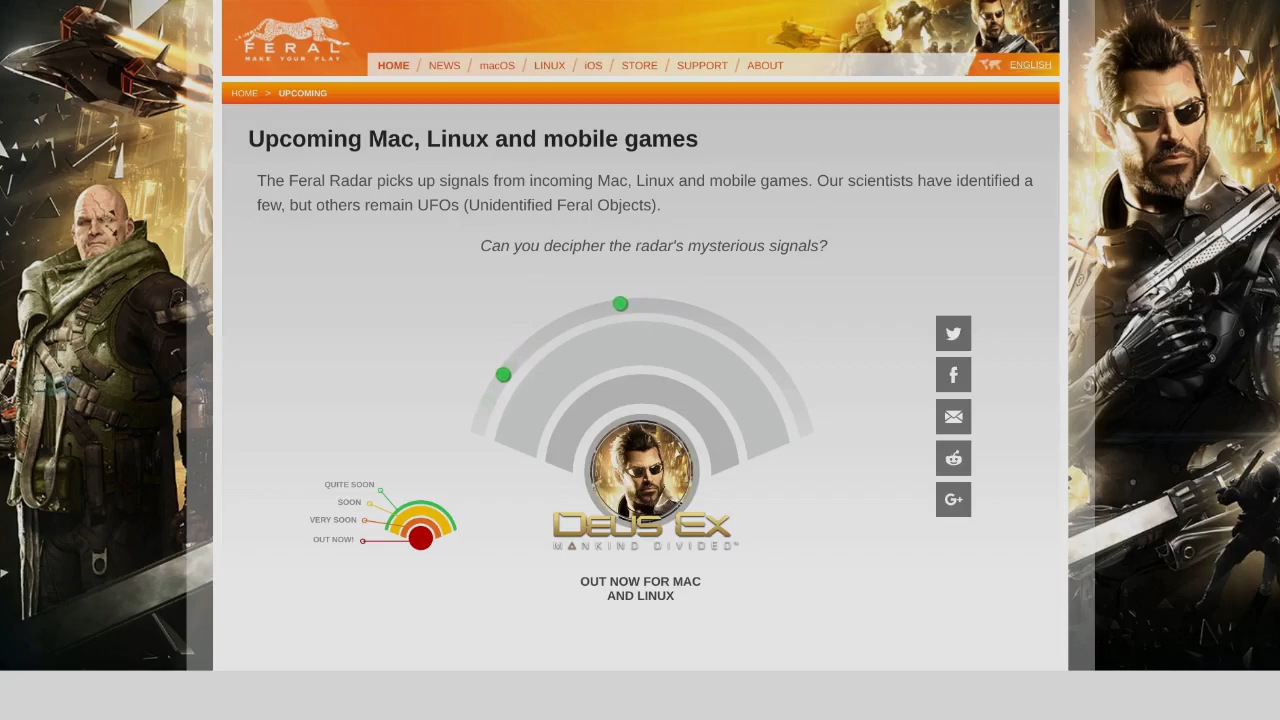 FERAL
MAKE YOUR PLAY
HOME / NEWS / macOS / LINUX / iOS / STORE / SUPPORT / ABOUT
ENGLISH
HOME > UPCOMING
Upcoming Mac, Linux and mobile games
The Feral Radar picks up signals from incoming Mac, Linux and mobile games. Our scientists have identified a
few, but others remain UFOs (Unidentified Feral Objects).
Can you decipher the radar's mysterious signals?
QUITE SOON
SOON
VERY SOON
OUT NOW!
DEUS EX
MANKIND DIVIDED™
OUT NOW FOR MAC
AND LINUX
G+